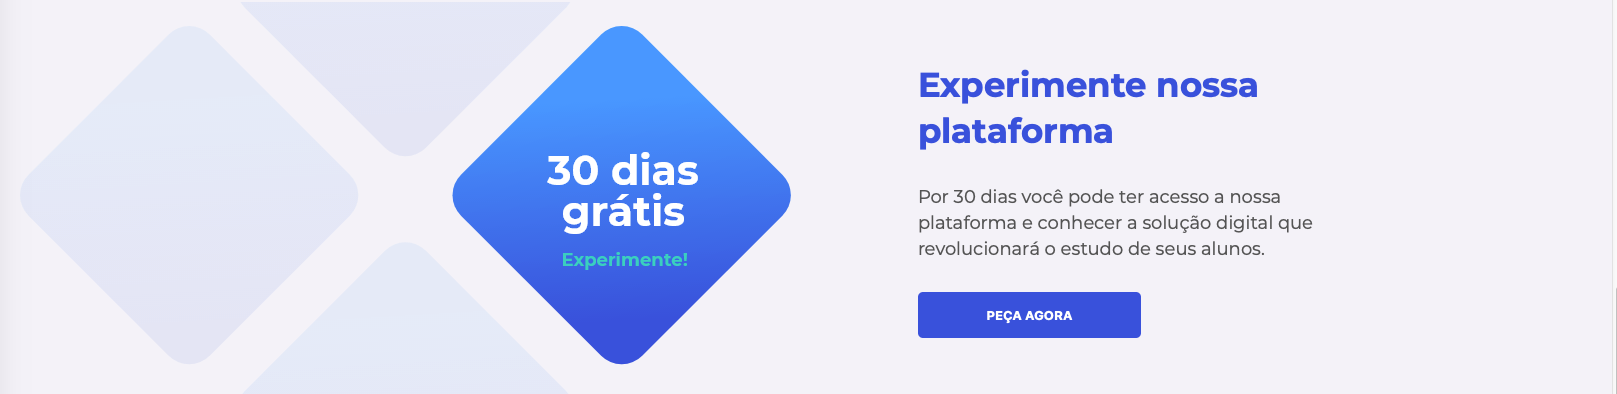 30 dias
grátis
Experimente!
Experimente nossa
plataforma
Por 30 dias você pode ter acesso a nossa
plataforma e conhecer a solução digital que
revolucionará o estudo de seus alunos.
PEÇA AGORA